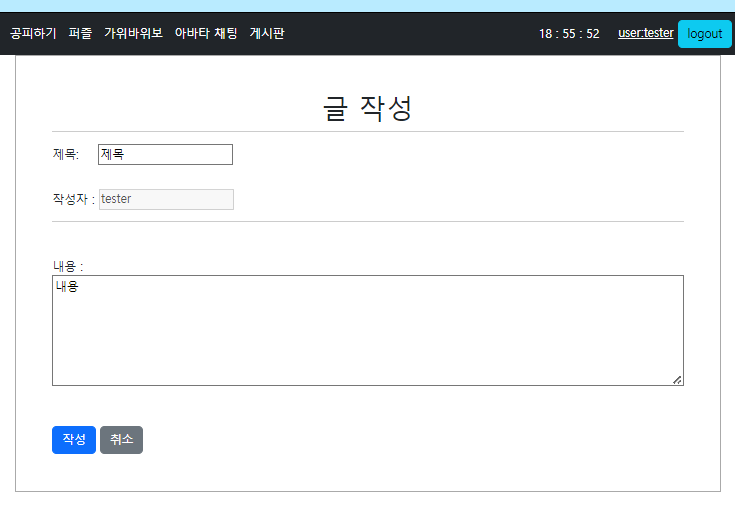 공피하기 퍼즐 가위바위보 아바타 채팅 게시판 18 : 55 : 52 user:tester logout
글 작성
제목: 제목
작성자 : tester
내용 :
내용
작성 취소